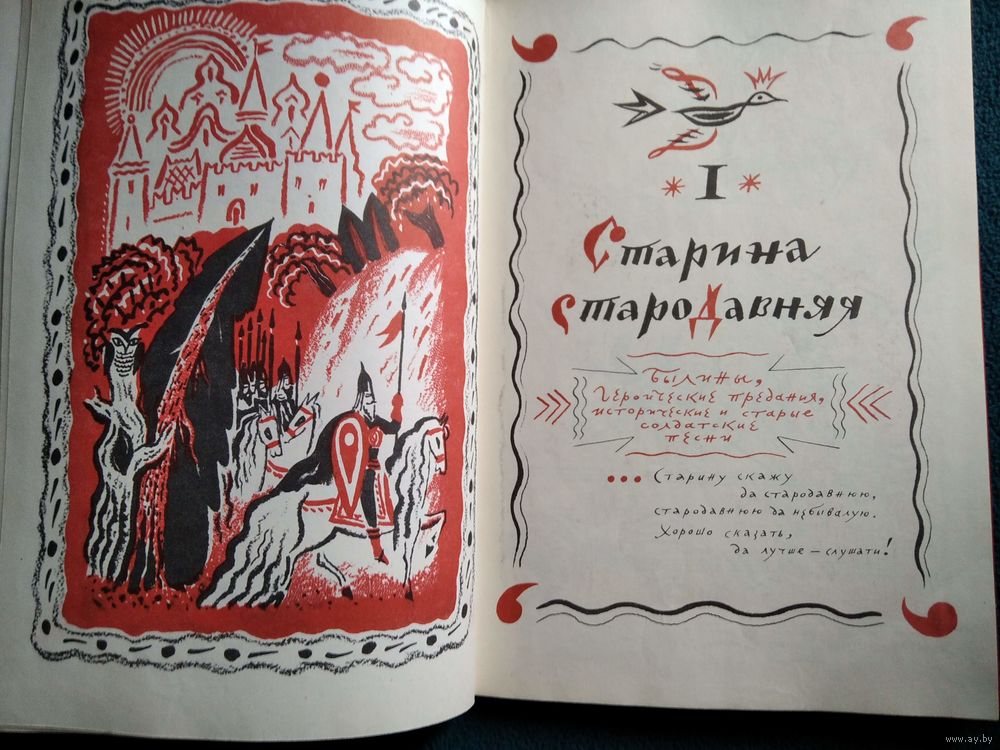 I
Старина
стародавняя
Былины,
героические предания,
исторические и старые
солдатские
песни
... Старину скажу
да стародавнюю,
стародавнюю да небывалую.
Хорошо сказать,
да лучше — слушати!
www.ay.by